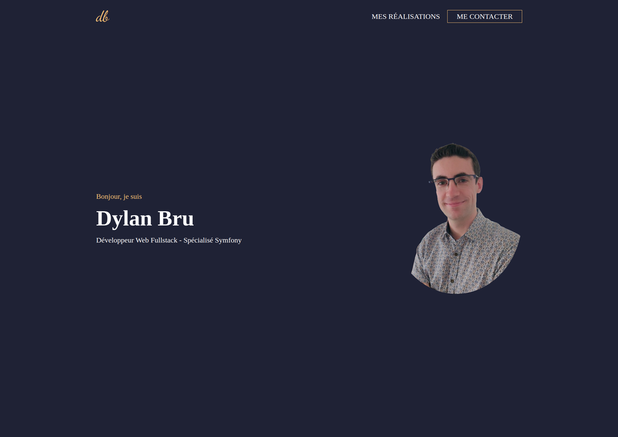 db
MES RÉALISATIONS
ME CONTACTER
Bonjour, je suis
Dylan Bru
Développeur Web Fullstack - Spécialisé Symfony